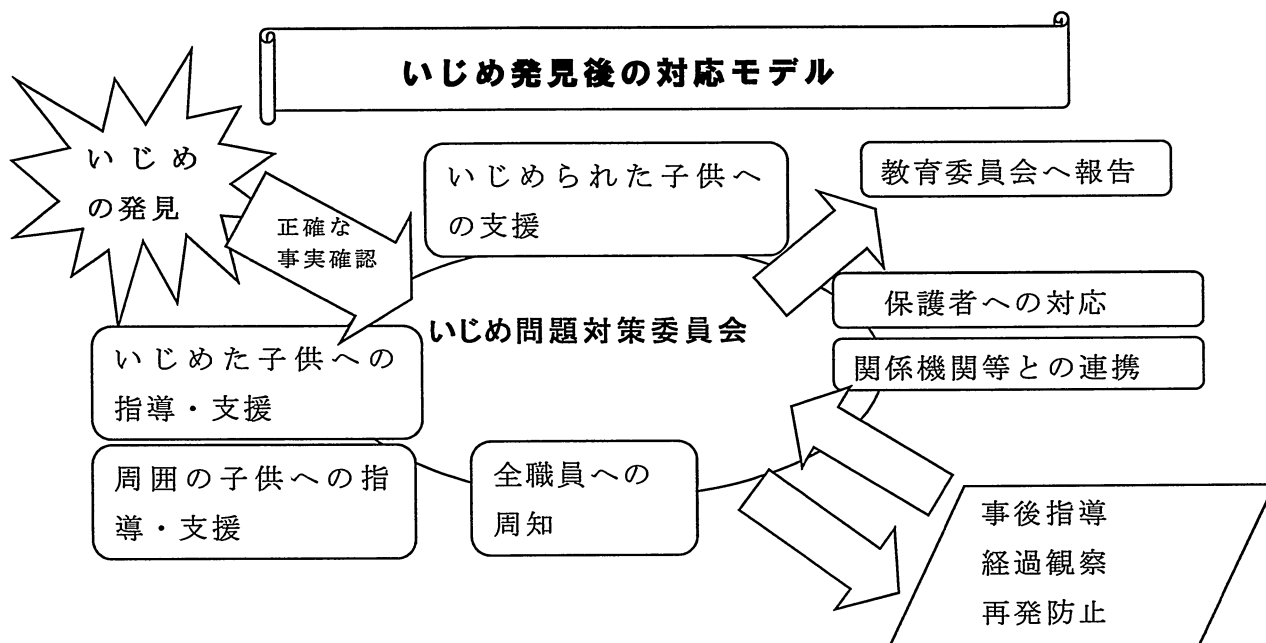 いじめ発見後の対応モデル
いじめ
の発見
正確な
事実確認
いじめられた子供へ
の支援
教育委員会へ報告
保護者への対応
いじめ問題対策委員会
関係機関等との連携
いじめた子供への
指導・支援
周囲の子供への指
導・支援
全職員への
周知
事後指導
経過観察
再発防止